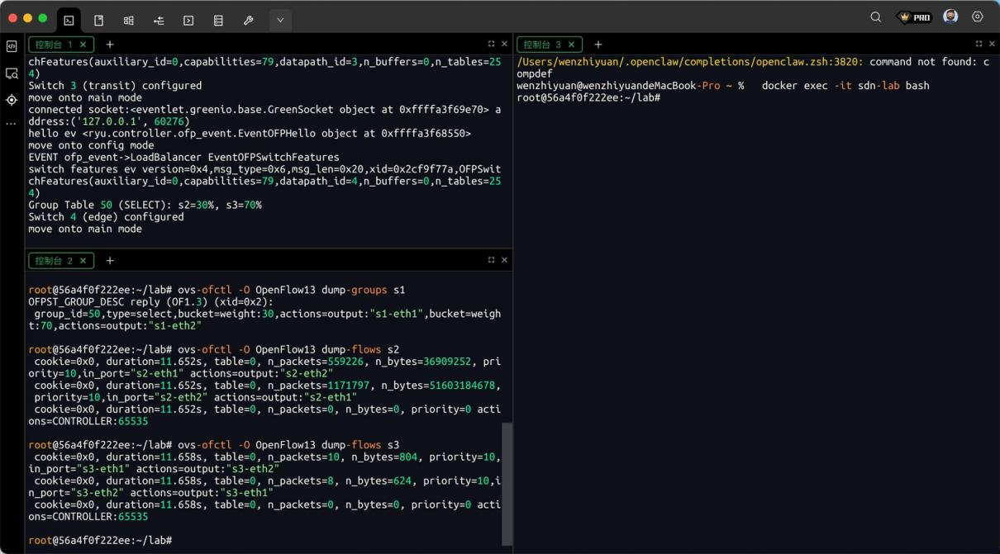 PRO
控制台 1 × +
chFeatures(auxiliary_id=0,capabilities=79,datapath_id=3,n_buffers=0,n_tables=25
4)
Switch 3 (transit) configured
move onto main mode
connected socket:<eventlet.greenio.base.GreenSocket object at 0xffffa3f69e70> a
ddress:('127.0.0.1', 60276)
hello ev <ryu.controller.ofp_event.EventOFPHello object at 0xffffa3f68550>
move onto config mode
EVENT ofp_event->LoadBalancer EventOFPSwitchFeatures
switch features ev version=0x4,msg_type=0x6,msg_len=0x20,xid=0x2cf9f77a,OFPSwit
chFeatures(auxiliary_id=0,capabilities=79,datapath_id=4,n_buffers=0,n_tables=25
4)
Group Table 50 (SELECT): s2=30%, s3=70%
Switch 4 (edge) configured
move onto main mode
控制台 2 × +
root@56a4f0f222ee:~/lab# ovs-ofctl -O OpenFlow13 dump-groups s1
OFPST_GROUP_DESC reply (OF1.3) (xid=0x2):
 group_id=50,type=select,bucket=weight:30,actions=output:"s1-eth1",bucket=weigh
t:70,actions=output:"s1-eth2"
root@56a4f0f222ee:~/lab# ovs-ofctl -O OpenFlow13 dump-flows s2
 cookie=0x0, duration=11.652s, table=0, n_packets=559226, n_bytes=36909252, pri
ority=10,in_port="s2-eth1" actions=output:"s2-eth2"
 cookie=0x0, duration=11.652s, table=0, n_packets=1171797, n_bytes=51603184678,
 priority=10,in_port="s2-eth2" actions=output:"s2-eth1"
 cookie=0x0, duration=11.652s, table=0, n_packets=0, n_bytes=0, priority=0 acti
ons=CONTROLLER:65535
root@56a4f0f222ee:~/lab# ovs-ofctl -O OpenFlow13 dump-flows s3
 cookie=0x0, duration=11.658s, table=0, n_packets=10, n_bytes=804, priority=10,
in_port="s3-eth1" actions=output:"s3-eth2"
 cookie=0x0, duration=11.658s, table=0, n_packets=8, n_bytes=624, priority=10,i
n_port="s3-eth2" actions=output:"s3-eth1"
 cookie=0x0, duration=11.658s, table=0, n_packets=0, n_bytes=0, priority=0 acti
ons=CONTROLLER:65535
root@56a4f0f222ee:~/lab#
控制台 3 × +
/Users/wenzhiyuan/.openclaw/completions/openclaw.zsh:3820: command not found: c
ompdef
wenzhiyuan@wenzhiyuandeMacBook-Pro ~ %   docker exec -it sdn-lab bash
root@56a4f0f222ee:~/lab#